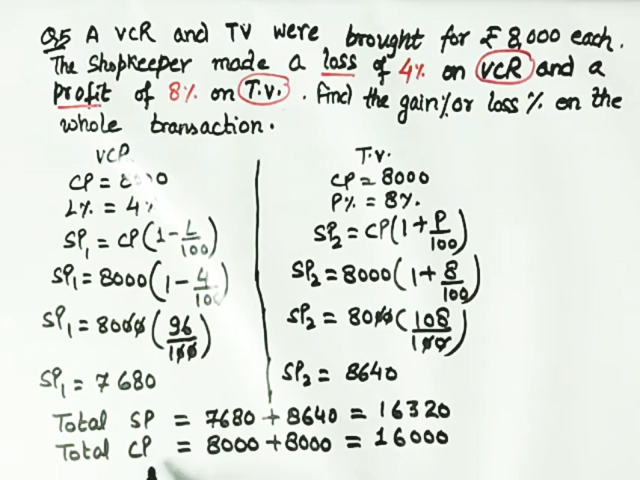 Q5 A VCR and TV were brought for ₹ 8,000 each.
The Shopkeeper made a loss of 4% on VCR and a
profit of 8% on T.V. . Find the gain% or loss % on the
whole transaction.
VCR
CP = 8000
L% = 4%
SP₁ = CP(1 - L/100)
SP₁ = 8000(1 - 4/100)
SP₁ = 8000(96/100)
SP₁ = 7680
T.V.
CP = 8000
P% = 8%.
SP₂ = CP(1 + P/100)
SP₂ = 8000(1 + 8/100)
SP₂ = 8000(108/100)
SP₂ = 8640
Total SP = 7680 + 8640 = 16320
Total CP = 8000 + 8000 = 16000